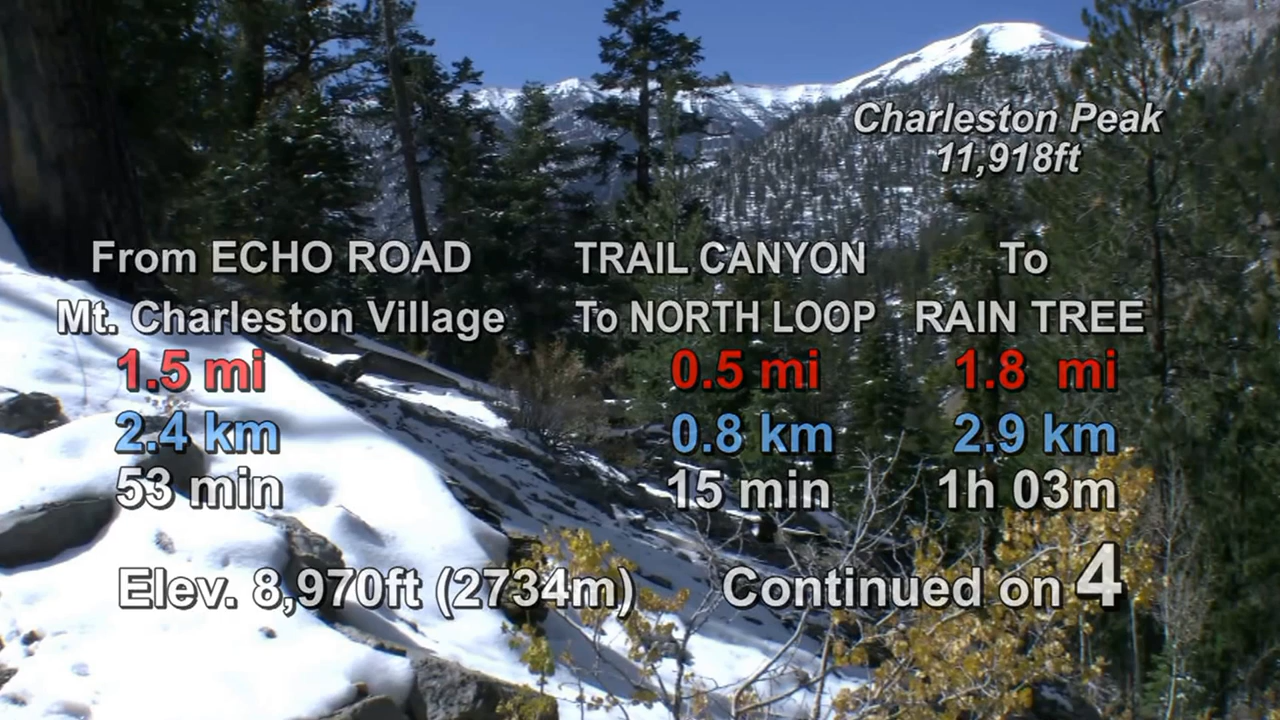 Charleston Peak
11,918ft
From ECHO ROAD TRAIL CANYON To
Mt. Charleston Village To NORTH LOOP RAIN TREE
1.5 mi 0.5 mi 1.8 mi
2.4 km 0.8 km 2.9 km
53 min 15 min 1h 03m
Elev. 8,970ft (2734m) Continued on 4